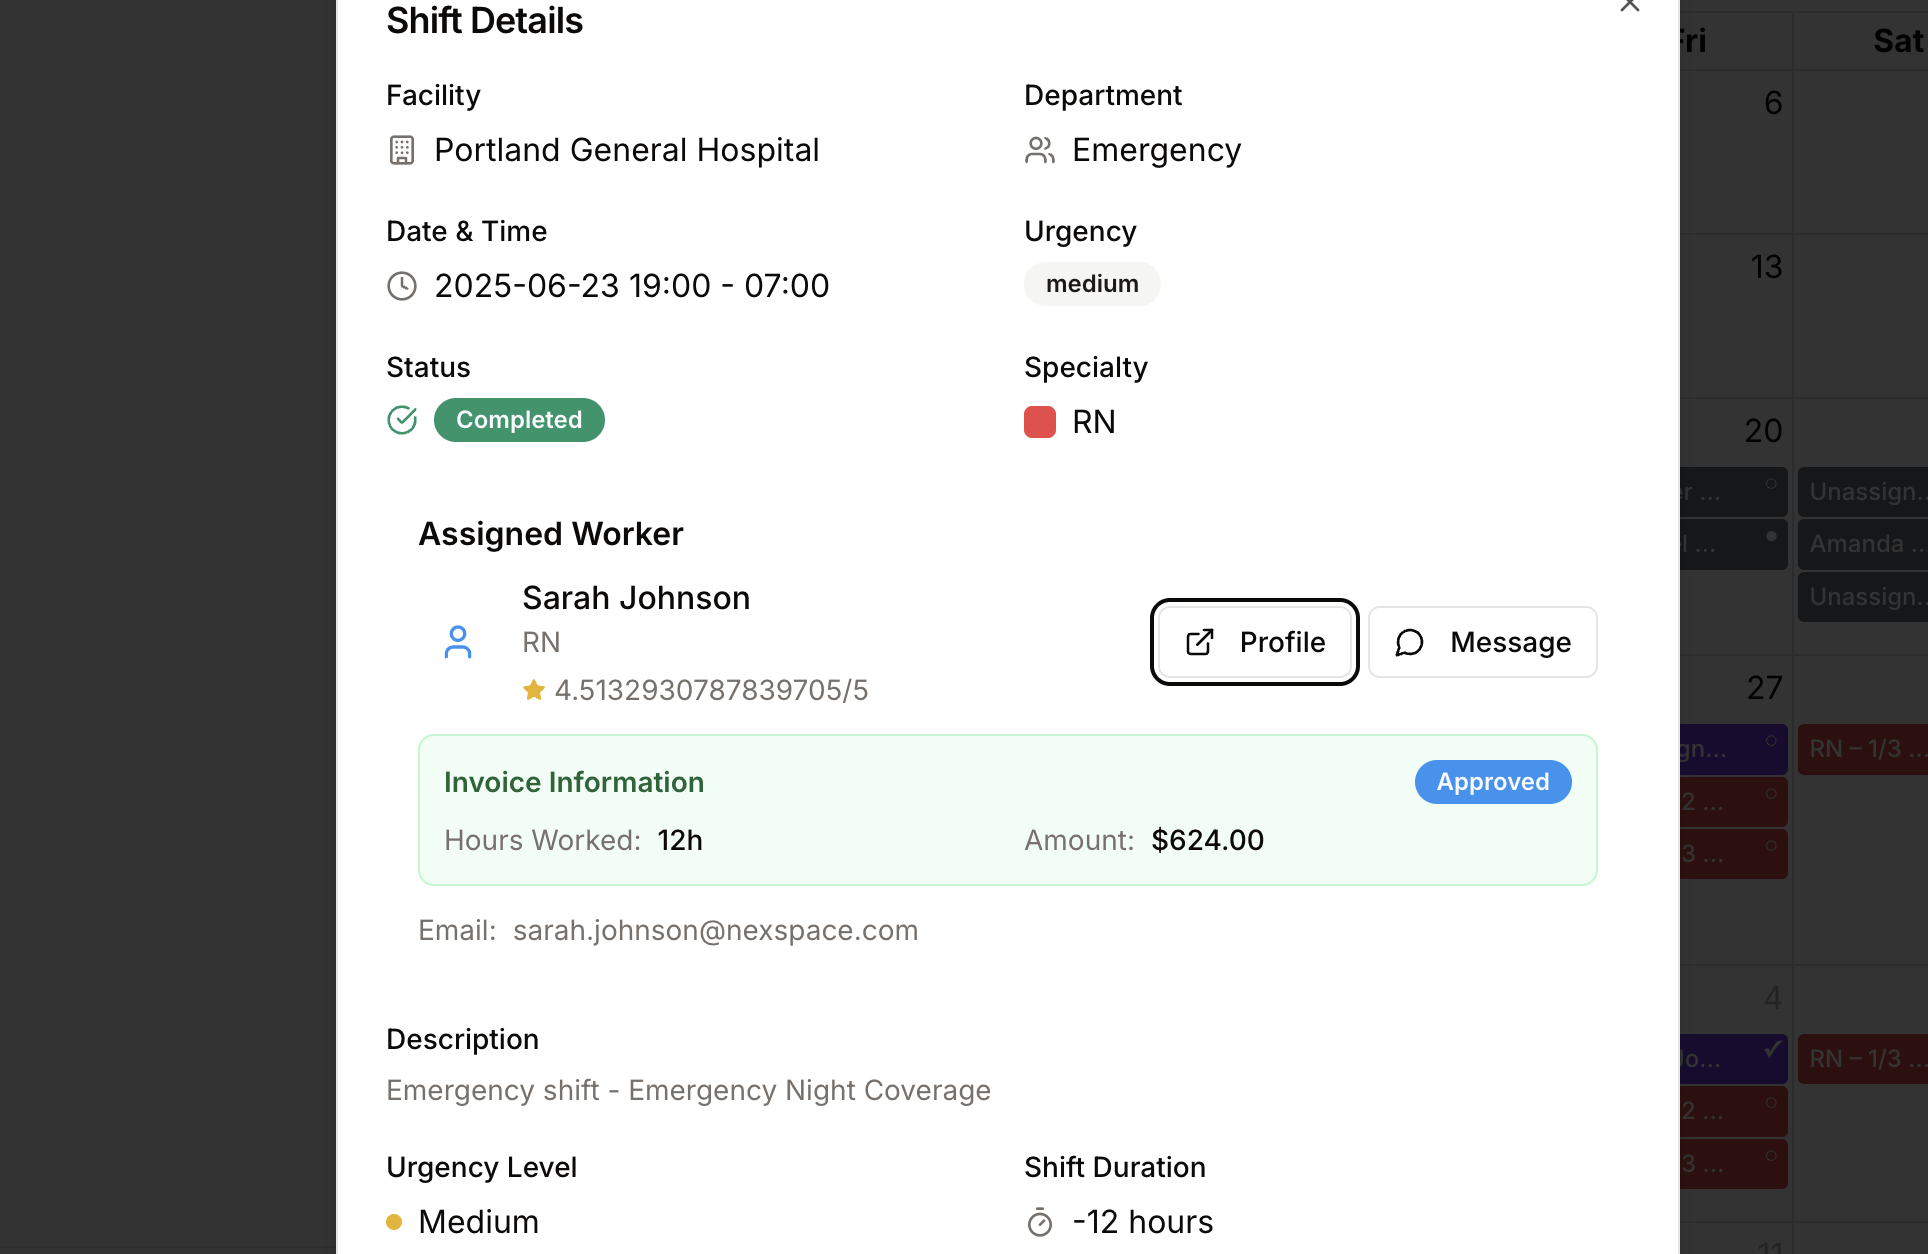 Shift Details
Facility
Portland General Hospital
Department
Emergency
Date & Time
2025-06-23 19:00 - 07:00
Urgency
medium
Status
Completed
Specialty
RN
Assigned Worker
Sarah Johnson
RN
4.5132930787839705/5
Profile
Message
Invoice Information
Approved
Hours Worked: 12h
Amount: $624.00
Email: sarah.johnson@nexspace.com
Description
Emergency shift - Emergency Night Coverage
Urgency Level
Medium
Shift Duration
-12 hours
Fri
Sat
6
13
20
er ...
Unassign...
l ...
Amanda ...
Unassign...
27
gn...
RN – 1/3 ...
2 ...
3 ...
4
Jo...
RN – 1/3 ...
2 ...
3 ...
11